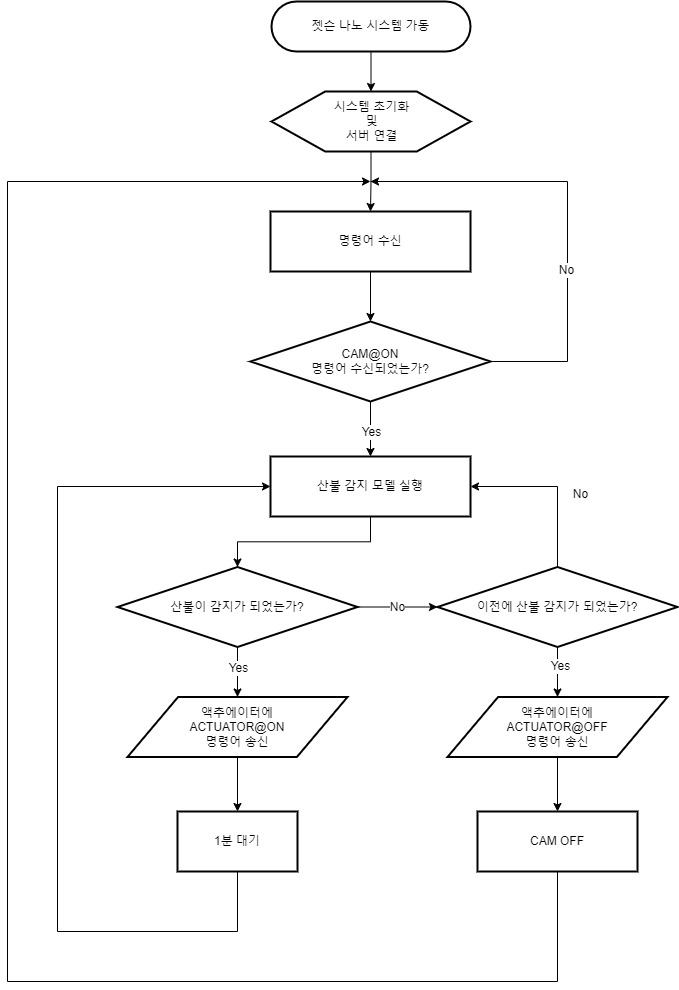 젯슨 나노 시스템 가동
시스템 초기화
및
서버 연결
명령어 수신
No
CAM@ON
명령어 수신되었는가?
Yes
산불 감지 모델 실행
No
산불이 감지가 되었는가?
No
이전에 산불 감지가 되었는가?
Yes
Yes
액추에이터에
ACTUATOR@ON
명령어 송신
액추에이터에
ACTUATOR@OFF
명령어 송신
1분 대기
CAM OFF